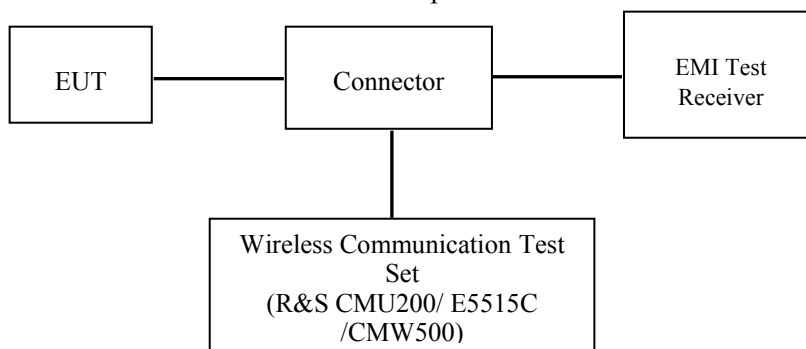 EUT
Connector
EMI Test
Receiver
Wireless Communication Test
Set
(R&S CMU200/ E5515C
/CMW500)